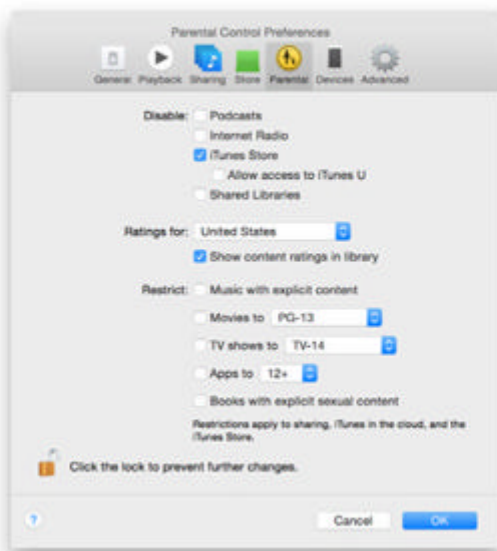 Parental Control Preferences
General Playback Sharing Store Parental Devices Advanced
Disable: Podcasts
Internet Radio
iTunes Store
Allow access to iTunes U
Shared Libraries
Ratings for: United States
Show content ratings in library
Restrict: Music with explicit content
Movies to PG-13
TV shows to TV-14
Apps to 12+
Books with explicit sexual content
Restrictions apply to sharing, iTunes in the cloud, and the
iTunes Store.
Click the lock to prevent further changes.
? Cancel OK